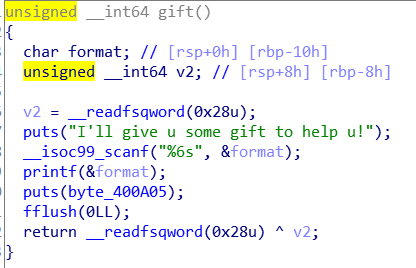 unsigned __int64 gift()
{
char format; // [rsp+0h] [rbp-10h]
unsigned __int64 v2; // [rsp+8h] [rbp-8h]
v2 = __readfsqword(0x28u);
puts("I'll give u some gift to help u!");
__isoc99_scanf("%6s", &format);
printf(&format);
puts(byte_400A05);
fflush(0LL);
return __readfsqword(0x28u) ^ v2;
}